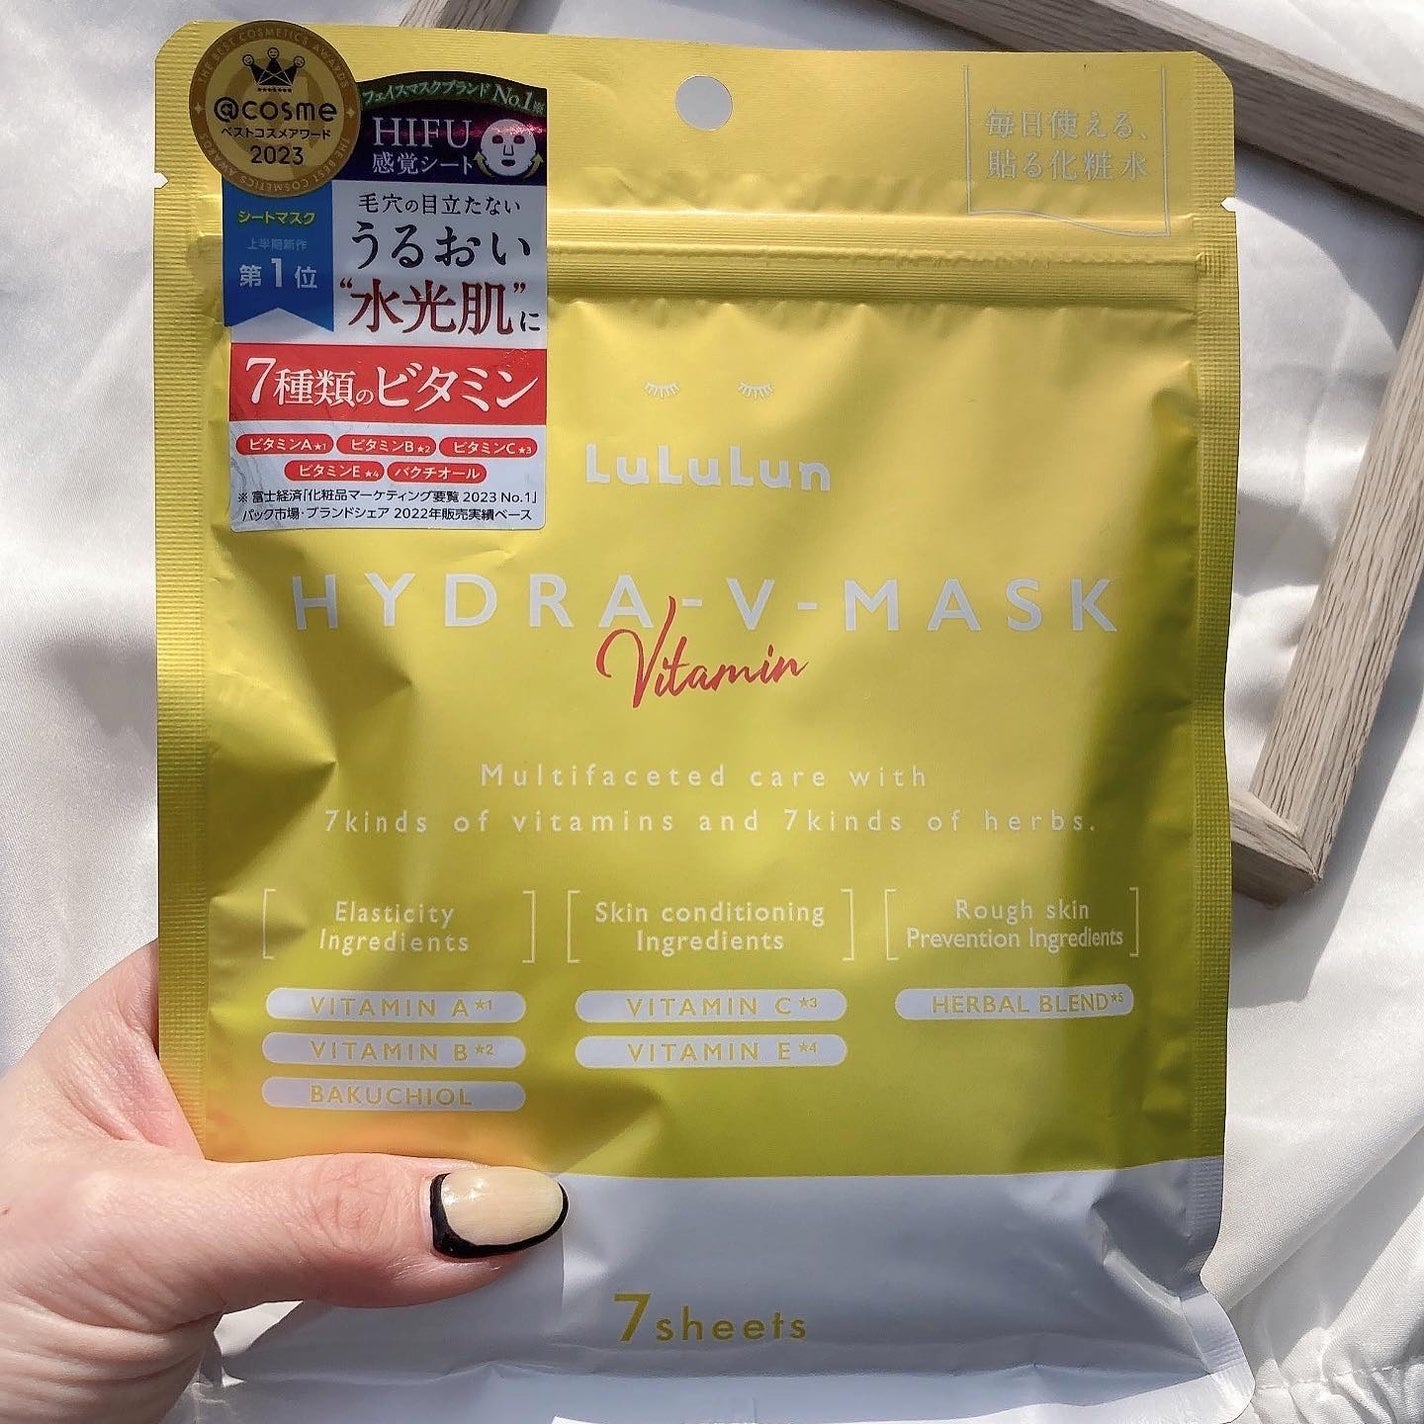 THE BEST COSMETICS AWARDS
@cosme
ベストコスメアワード
2023
THE BEST COSMETICS AWARDS
シートマスク
上半期新作
第1位
フェイスマスクブランド No.1※
HIFU
感覚シート
毛穴の目立たない
うるおい
“水光肌”に
7種類のビタミン
ビタミンA★1 ビタミンB★2 ビタミンC★3
ビタミンE★4 バクチオール
※ 富士経済「化粧品マーケティング要覧 2023 No.1」
パック市場・ブランドシェア 2022年販売実績ベース
毎日使える、
貼る化粧水
LuLuLun
HYDRA-V-MASK
Vitamin
Multifaceted care with
7kinds of vitamins and 7kinds of herbs.
Elasticity
Ingredients
VITAMIN A★1
VITAMIN B★2
BAKUCHIOL
Skin conditioning
Ingredients
VITAMIN C★3
VITAMIN E★4
Rough skin
Prevention Ingredients
HERBAL BLEND★5
7sheets